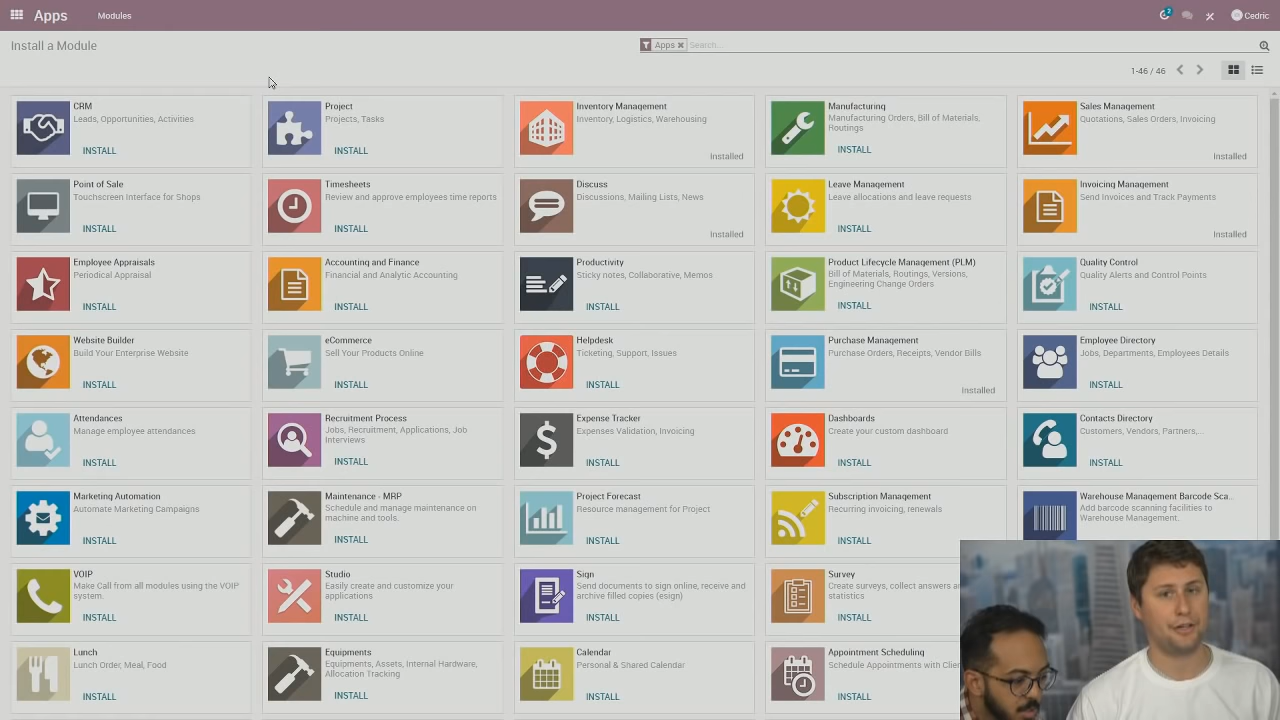 Apps
Modules
2
Cedric
Install a Module
Apps
Search...
1-46 / 46
CRM
Leads, Opportunities, Activities
INSTALL
Project
Projects, Tasks
INSTALL
Inventory Management
Inventory, Logistics, Warehousing
Installed
Manufacturing
Manufacturing Orders, Bill of Materials,
Routings
INSTALL
Sales Management
Quotations, Sales Orders, Invoicing
Installed
Point of Sale
Touchscreen Interface for Shops
INSTALL
Timesheets
Review and approve employees time reports
INSTALL
Discuss
Discussions, Mailing Lists, News
Installed
Leave Management
Leave allocations and leave requests
INSTALL
Invoicing Management
Send Invoices and Track Payments
Installed
Employee Appraisals
Periodical Appraisal
INSTALL
Accounting and Finance
Financial and Analytic Accounting
INSTALL
Productivity
Sticky notes, Collaborative, Memos
INSTALL
Product Lifecycle Management (PLM)
Bill of Materials, Routings, Versions,
Engineering Change Orders
INSTALL
Quality Control
Quality Alerts and Control Points
INSTALL
Website Builder
Build Your Enterprise Website
INSTALL
eCommerce
Sell Your Products Online
INSTALL
Helpdesk
Ticketing, Support, Issues
INSTALL
Purchase Management
Purchase Orders, Receipts, Vendor Bills
Installed
Employee Directory
Jobs, Departments, Employees Details
INSTALL
Attendances
Manage employee attendances
INSTALL
Recruitment Process
Jobs, Recruitment, Applications, Job
Interviews
INSTALL
Expense Tracker
Expenses Validation, Invoicing
INSTALL
Dashboards
Create your custom dashboard
INSTALL
Contacts Directory
Customers, Vendors, Partners,...
INSTALL
Marketing Automation
Automate Marketing Campaigns
INSTALL
Maintenance - MRP
Schedule and manage maintenance on
machine and tools.
INSTALL
Project Forecast
Resource management for Project
INSTALL
Subscription Management
Recurring invoicing, renewals
INSTALL
Warehouse Management Barcode Sca...
Add barcode scanning facilities to
Warehouse Management.
VOIP
Make Call from all modules using the VOIP
system.
INSTALL
Studio
Easily create and customize your
applications
INSTALL
Sign
Send documents to sign online, receive and
archive filled copies (esign)
INSTALL
Survey
Create surveys, collect answers a
statistics
INSTALL
Lunch
Lunch Order, Meal, Food
INSTALL
Equipments
Equipments, Assets, Internal Hardware,
Allocation Tracking
INSTALL
Calendar
Personal & Shared Calendar
INSTALL
Appointment Scheduling
Schedule Appointments with Clie
INSTALL